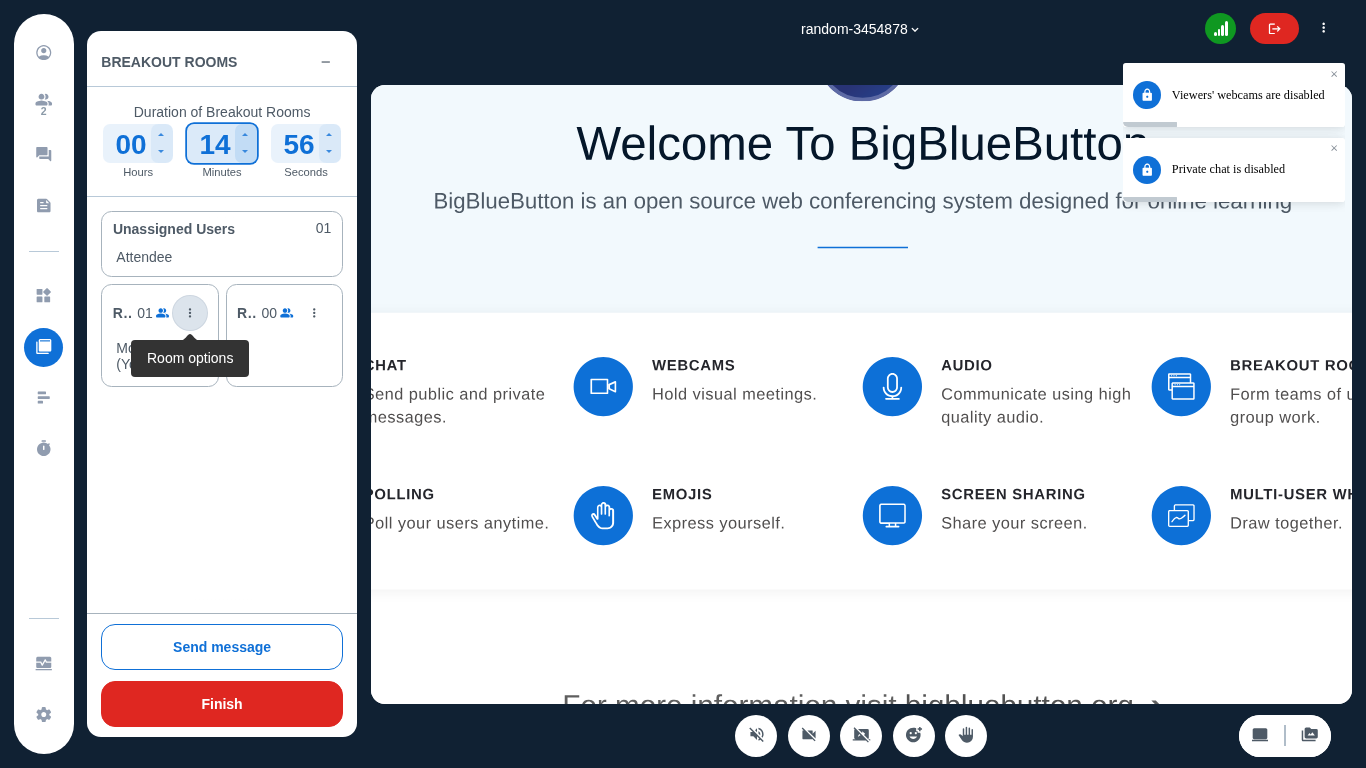 random-3454878
BREAKOUT ROOMS
2
Duration of Breakout Rooms
00 14 56
Hours Minutes Seconds
Unassigned Users 01
Attendee
R.. 01
R.. 00
Room options
Send message
Finish
Viewers' webcams are disabled
Private chat is disabled
Welcome To BigBlueButton
BigBlueButton is an open source web conferencing system designed for online learning
CHAT
Send public and private
messages.
WEBCAMS
Hold visual meetings.
AUDIO
Communicate using high
quality audio.
BREAKOUT ROO
Form teams of u
group work.
POLLING
Poll your users anytime.
EMOJIS
Express yourself.
SCREEN SHARING
Share your screen.
MULTI-USER WH
Draw together.
For more information visit bigbluebutton.org →